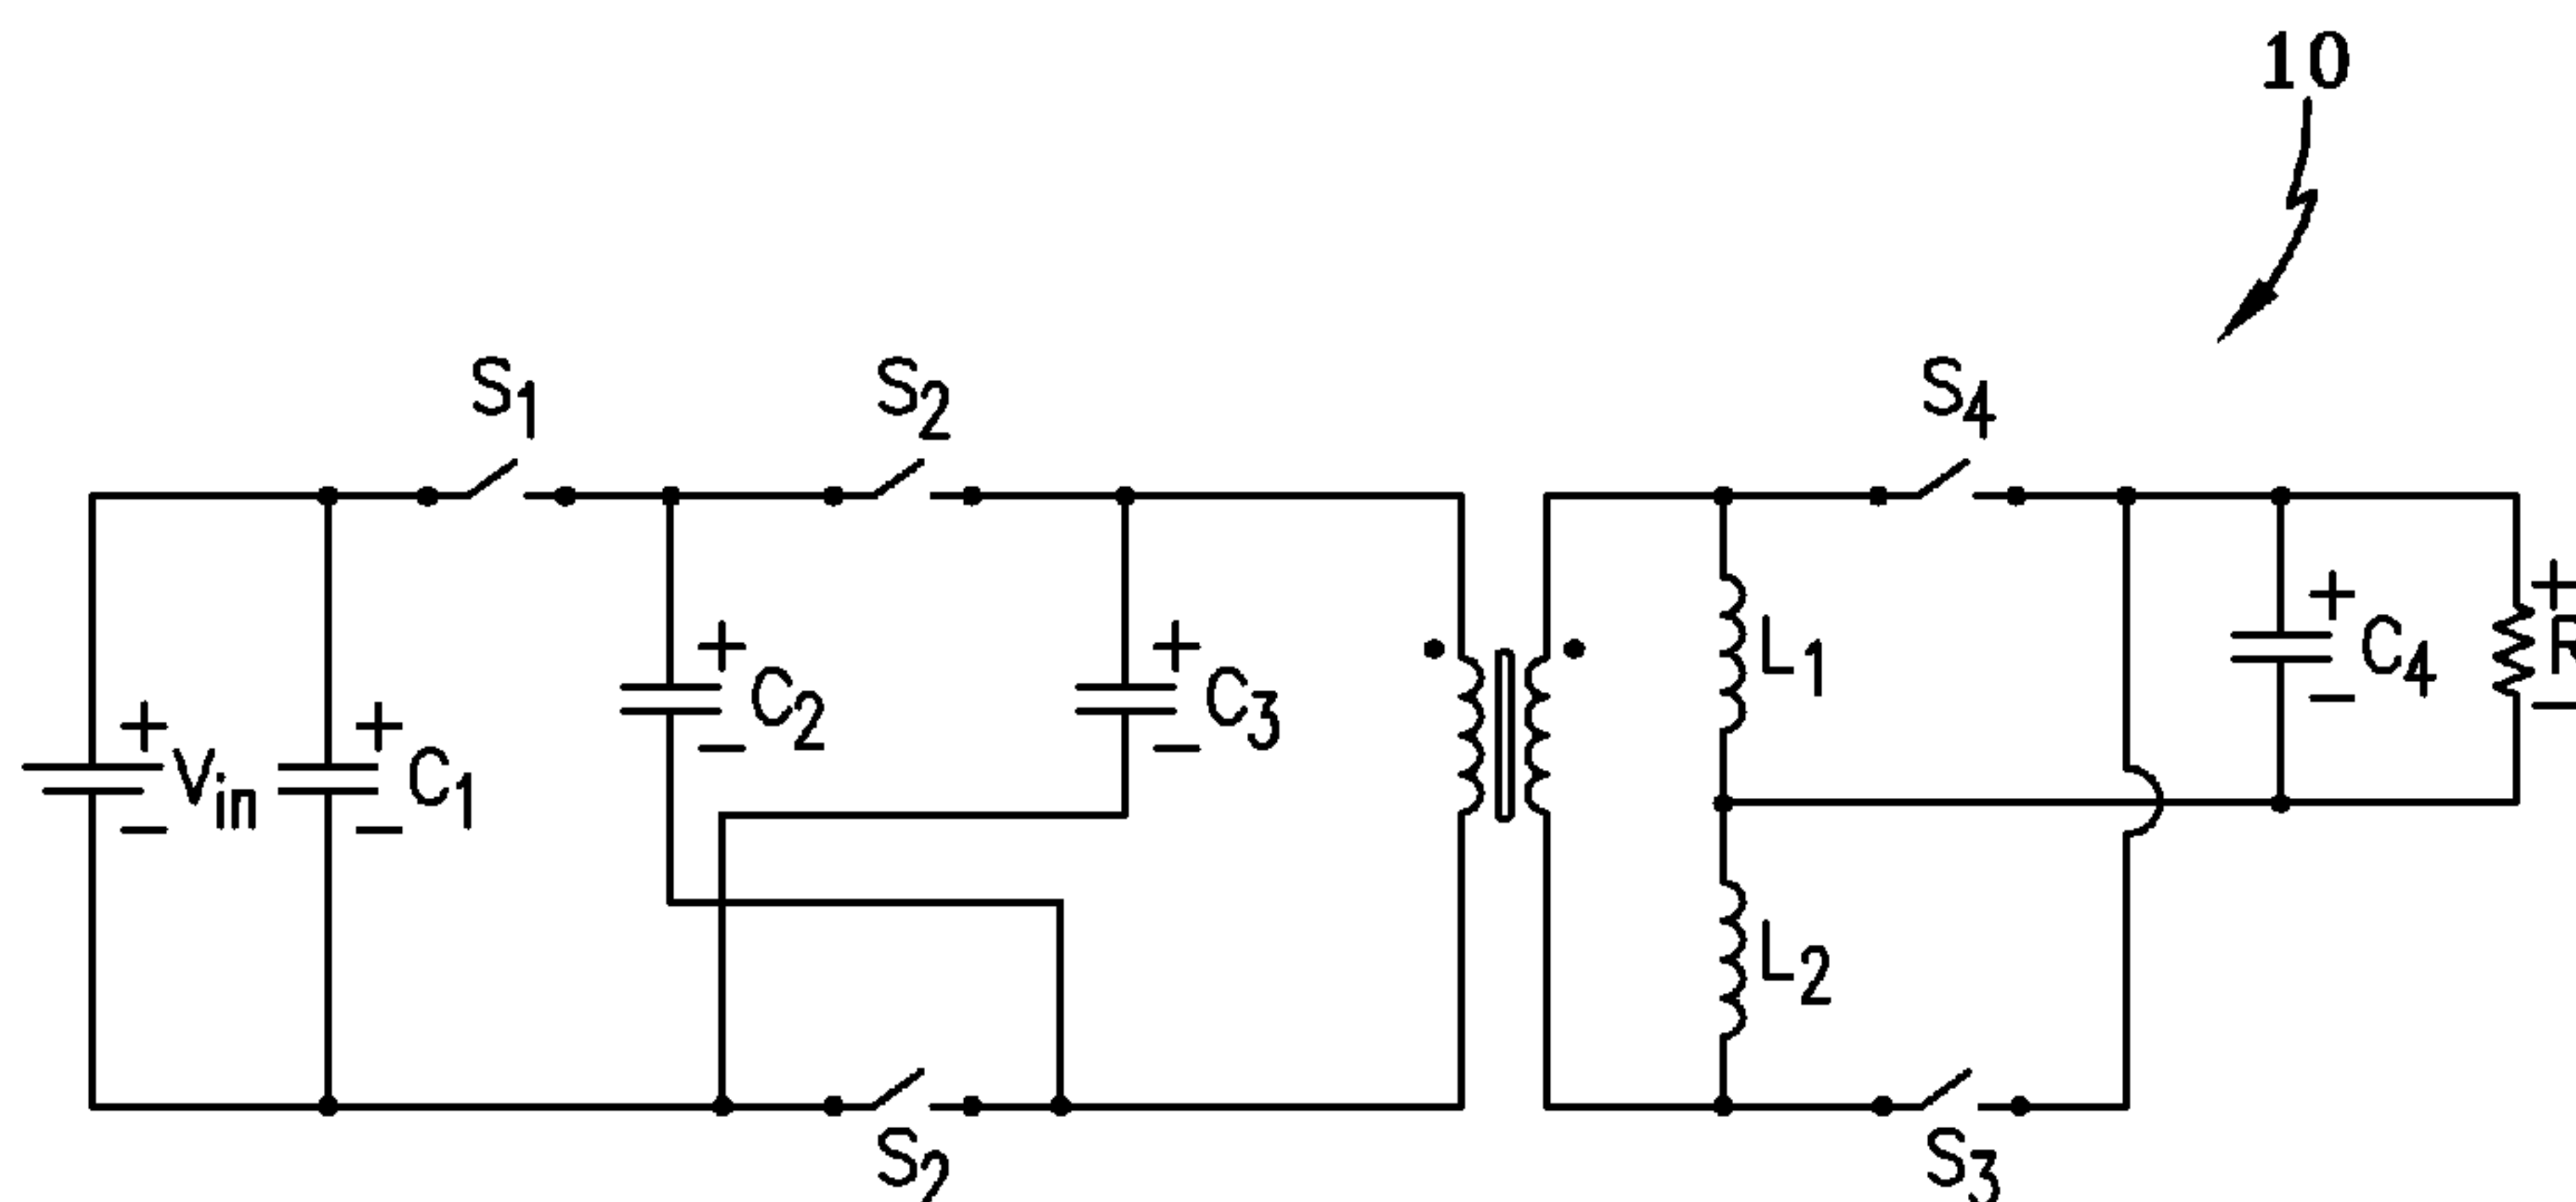 10
S1
S2
S4
+
Vin
−
+
C1
−
+
C2
−
+
C3
−
L1
L2
+
C4
−
+
R
−
S2
S3